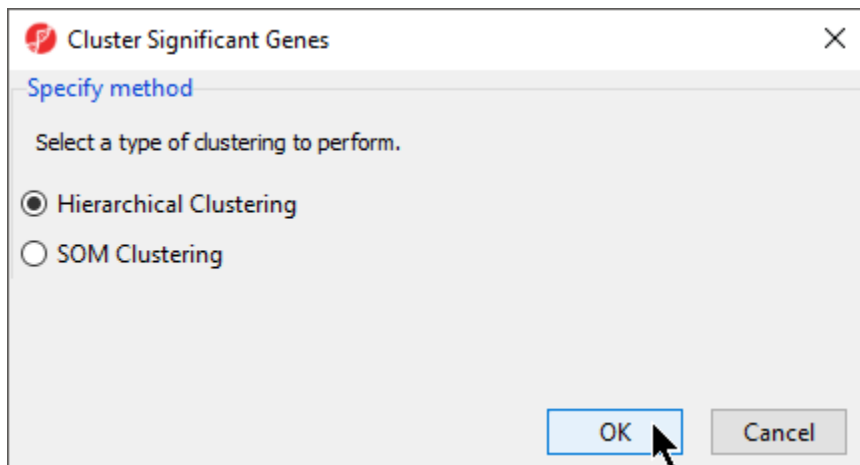 Cluster Significant Genes
Specify method
Select a type of clustering to perform.
Hierarchical Clustering
SOM Clustering
OK
Cancel